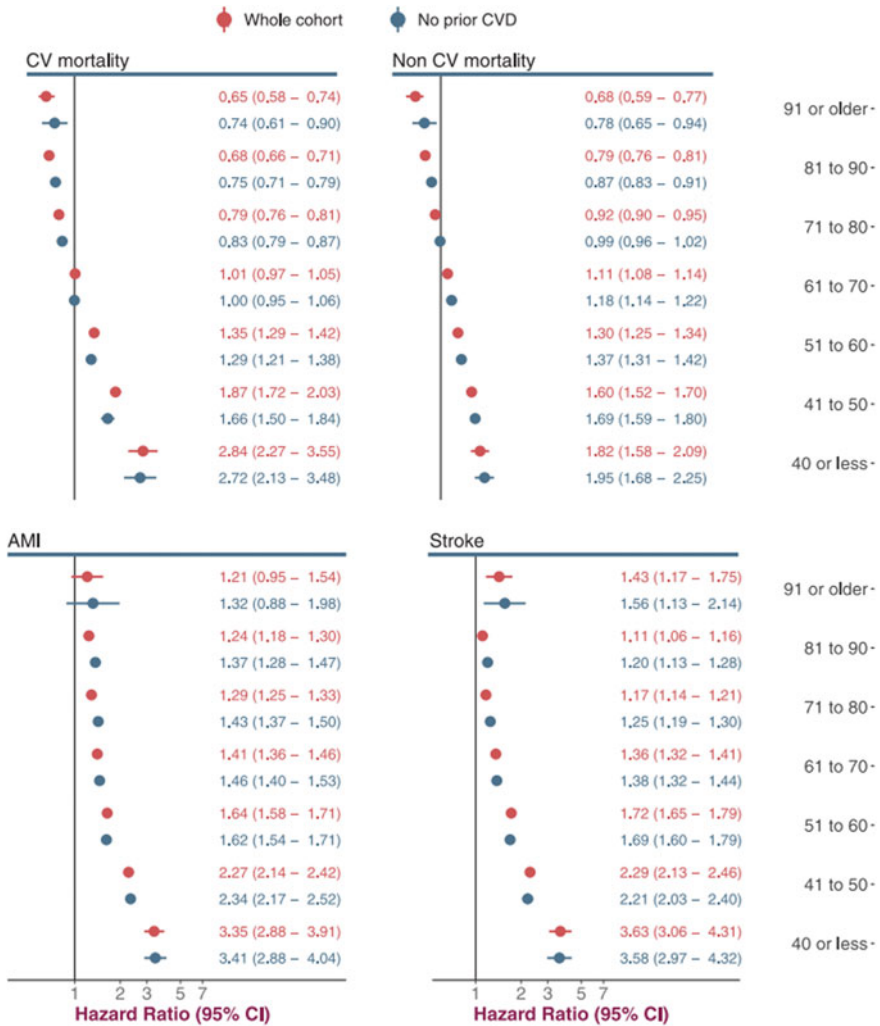 Whole cohort No prior CVD
CV mortality Non CV mortality
0.65 (0.58 – 0.74) 0.68 (0.59 – 0.77)
91 or older
0.74 (0.61 – 0.90) 0.78 (0.65 – 0.94)
0.68 (0.66 – 0.71) 0.79 (0.76 – 0.81)
81 to 90
0.75 (0.71 – 0.79) 0.87 (0.83 – 0.91)
0.79 (0.76 – 0.81) 0.92 (0.90 – 0.95)
71 to 80
0.83 (0.79 – 0.87) 0.99 (0.96 – 1.02)
1.01 (0.97 – 1.05) 1.11 (1.08 – 1.14)
61 to 70
1.00 (0.95 – 1.06) 1.18 (1.14 – 1.22)
1.35 (1.29 – 1.42) 1.30 (1.25 – 1.34)
51 to 60
1.29 (1.21 – 1.38) 1.37 (1.31 – 1.42)
1.87 (1.72 – 2.03) 1.60 (1.52 – 1.70)
41 to 50
1.66 (1.50 – 1.84) 1.69 (1.59 – 1.80)
2.84 (2.27 – 3.55) 1.82 (1.58 – 2.09)
40 or less
2.72 (2.13 – 3.48) 1.95 (1.68 – 2.25)
AMI Stroke
1.21 (0.95 – 1.54) 1.43 (1.17 – 1.75)
91 or older
1.32 (0.88 – 1.98) 1.56 (1.13 – 2.14)
1.24 (1.18 – 1.30) 1.11 (1.06 – 1.16)
81 to 90
1.37 (1.28 – 1.47) 1.20 (1.13 – 1.28)
1.29 (1.25 – 1.33) 1.17 (1.14 – 1.21)
71 to 80
1.43 (1.37 – 1.50) 1.25 (1.19 – 1.30)
1.41 (1.36 – 1.46) 1.36 (1.32 – 1.41)
61 to 70
1.46 (1.40 – 1.53) 1.38 (1.32 – 1.44)
1.64 (1.58 – 1.71) 1.72 (1.65 – 1.79)
51 to 60
1.62 (1.54 – 1.71) 1.69 (1.60 – 1.79)
2.27 (2.14 – 2.42) 2.29 (2.13 – 2.46)
41 to 50
2.34 (2.17 – 2.52) 2.21 (2.03 – 2.40)
3.35 (2.88 – 3.91) 3.63 (3.06 – 4.31)
40 or less
3.41 (2.88 – 4.04) 3.58 (2.97 – 4.32)
1 2 3 5 7 1 2 3 5 7
Hazard Ratio (95% CI) Hazard Ratio (95% CI)